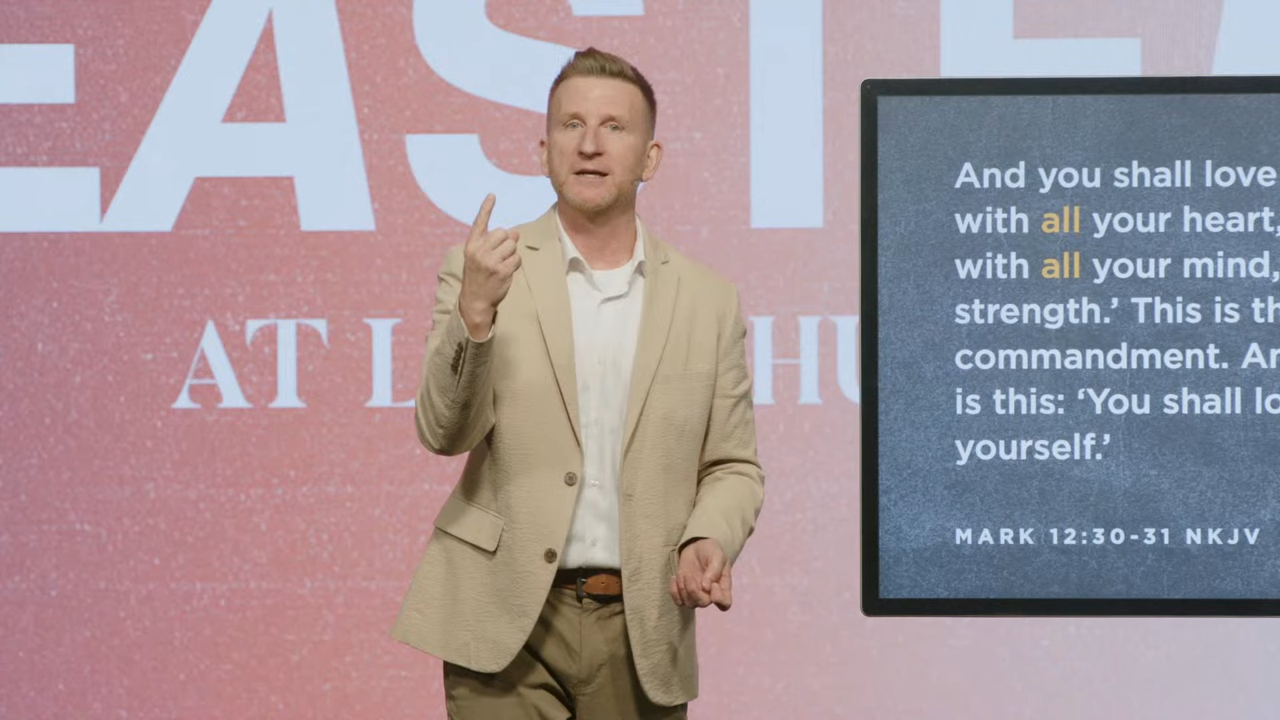 EASTE
AT L HU
And you shall love
with all your heart,
with all your mind,
strength.’ This is th
commandment. An
is this: ‘You shall lo
yourself.’
MARK 12:30-31 NKJV